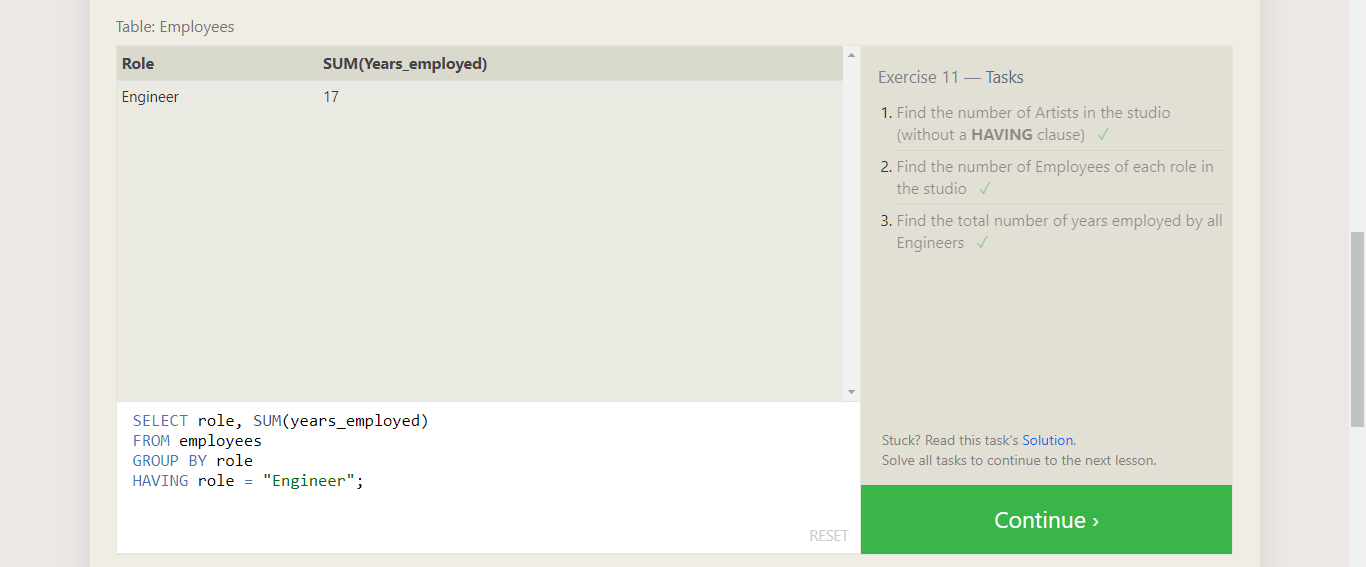 Table: Employees
Role SUM(Years_employed)
Engineer 17
SELECT role, SUM(years_employed)
FROM employees
GROUP BY role
HAVING role = "Engineer";
RESET
Exercise 11 — Tasks
1. Find the number of Artists in the studio
(without a HAVING clause) ✓
2. Find the number of Employees of each role in
the studio ✓
3. Find the total number of years employed by all
Engineers ✓
Stuck? Read this task's Solution.
Solve all tasks to continue to the next lesson.
Continue ›